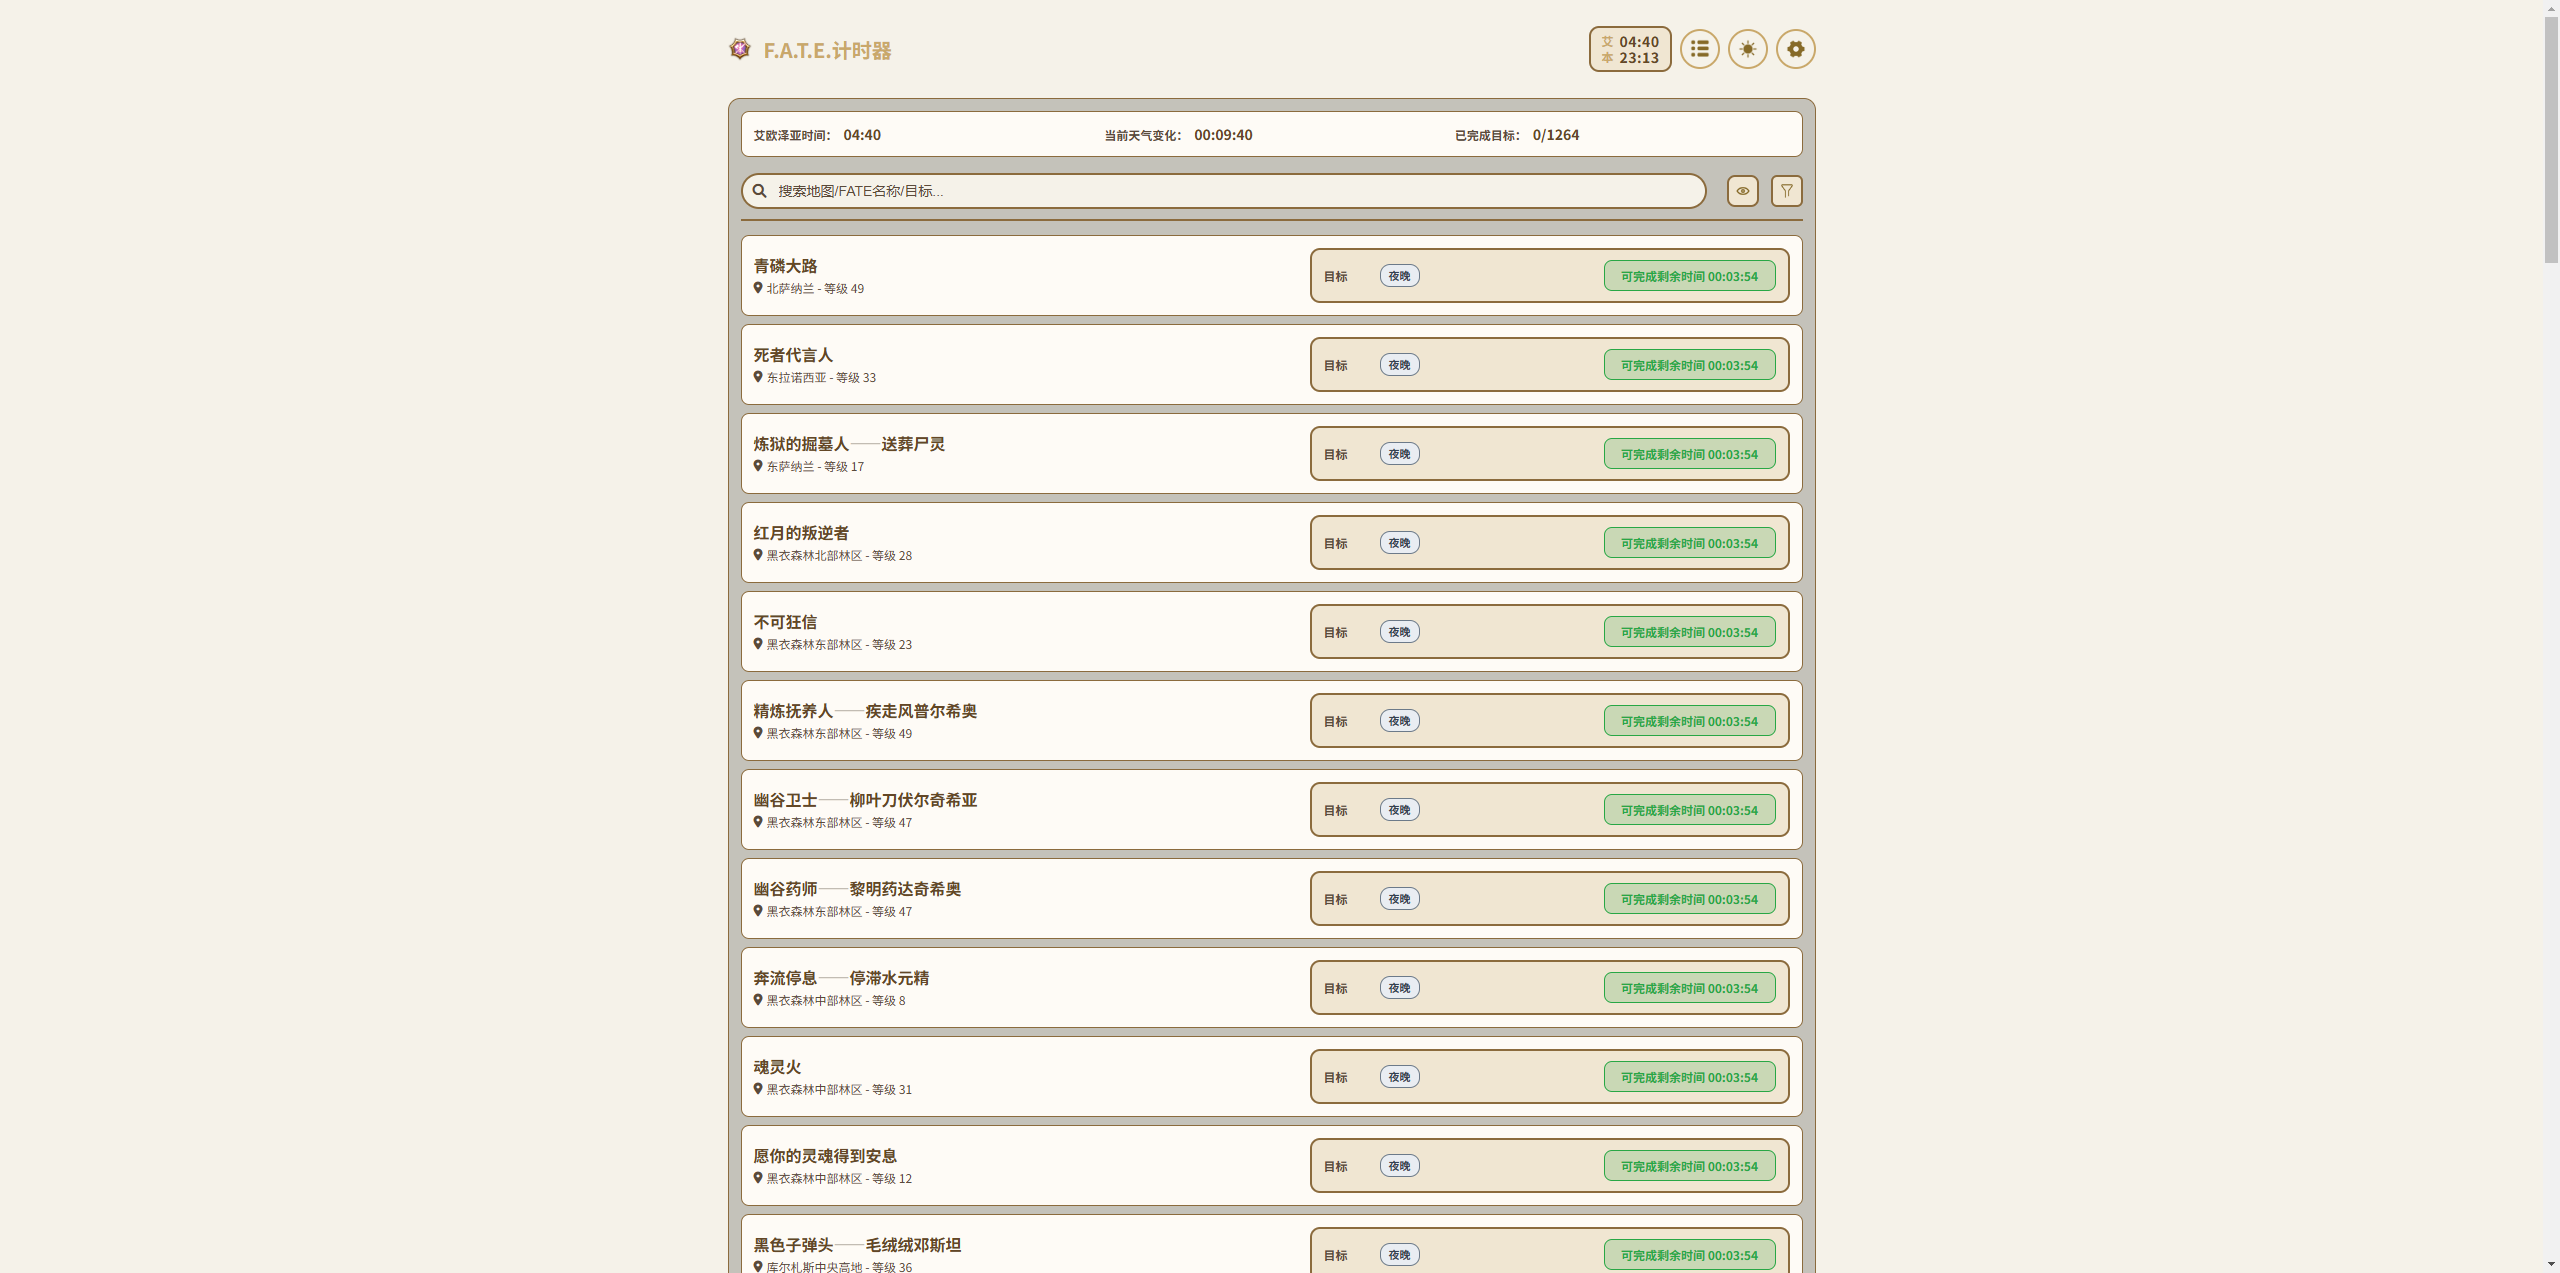 F.A.T.E.计时器
艾 04:40
本 23:13
艾欧泽亚时间： 04:40 当前天气变化： 00:09:40 已完成目标： 0/1264
搜索地图/FATE名称/目标...
青磷大路
北萨纳兰 - 等级 49
目标 夜晚 可完成剩余时间 00:03:54
死者代言人
东拉诺西亚 - 等级 33
目标 夜晚 可完成剩余时间 00:03:54
炼狱的掘墓人——送葬尸灵
东萨纳兰 - 等级 17
目标 夜晚 可完成剩余时间 00:03:54
红月的叛逆者
黑衣森林北部林区 - 等级 28
目标 夜晚 可完成剩余时间 00:03:54
不可狂信
黑衣森林东部林区 - 等级 23
目标 夜晚 可完成剩余时间 00:03:54
精炼抚养人——疾走风普尔希奥
黑衣森林东部林区 - 等级 49
目标 夜晚 可完成剩余时间 00:03:54
幽谷卫士——柳叶刀伏尔奇希亚
黑衣森林东部林区 - 等级 47
目标 夜晚 可完成剩余时间 00:03:54
幽谷药师——黎明药达奇希奥
黑衣森林东部林区 - 等级 47
目标 夜晚 可完成剩余时间 00:03:54
奔流停息——停滞水元精
黑衣森林中部林区 - 等级 8
目标 夜晚 可完成剩余时间 00:03:54
魂灵火
黑衣森林中部林区 - 等级 31
目标 夜晚 可完成剩余时间 00:03:54
愿你的灵魂得到安息
黑衣森林中部林区 - 等级 12
目标 夜晚 可完成剩余时间 00:03:54
黑色子弹头——毛绒绒邓斯坦
库尔札斯中央高地 - 等级 36
目标 夜晚 可完成剩余时间 00:03:54